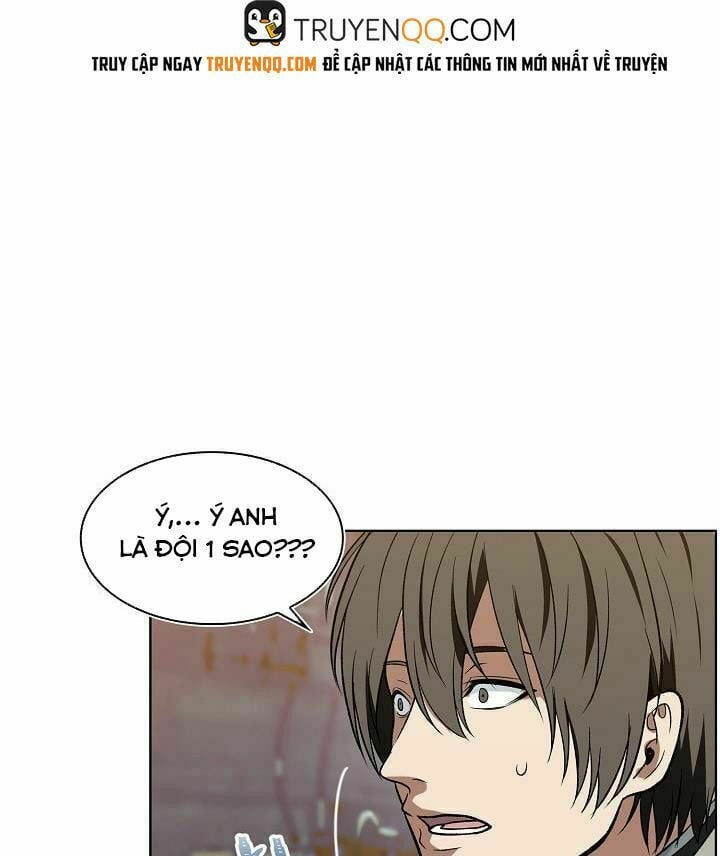 TRUYENQQ.COM
TRUY CẬP NGAY TRUYENQQ.COM ĐỂ CẬP NHẬT CÁC THÔNG TIN MỚI NHẤT VỀ TRUYỆN
Ý,... Ý ANH
LÀ ĐỘI 1 SAO???